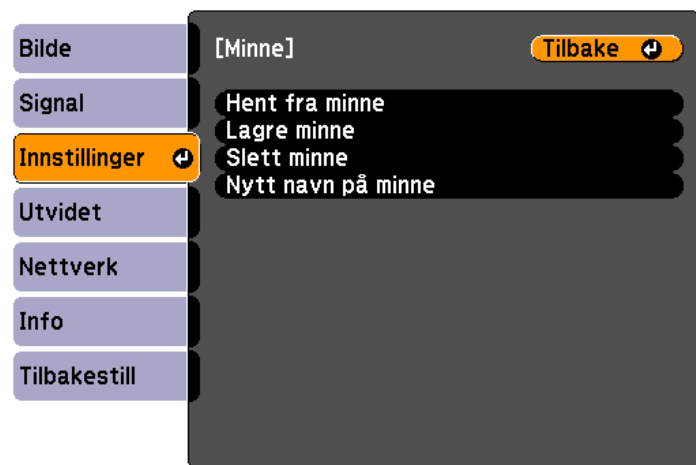 Bilde
Signal
Innstillinger
Utvidet
Nettverk
Info
Tilbakestill
[Minne]
Tilbake
Hent fra minne
Lagre minne
Slett minne
Nytt navn på minne